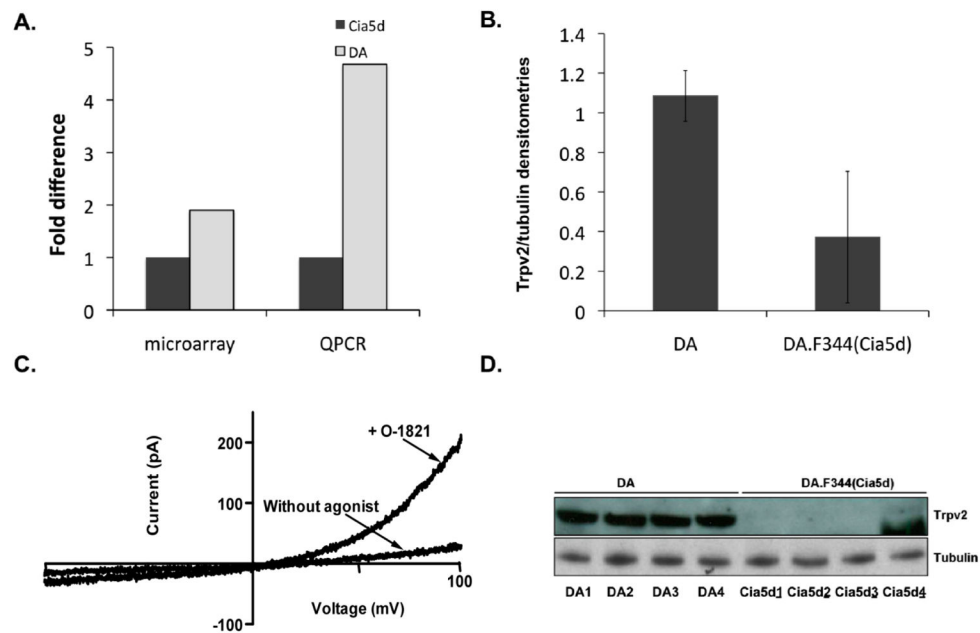 A.
Cia5d
DA
Fold difference
5
4
3
2
1
0
microarray
QPCR
B.
Trpv2/tubulin densitometries
1.4
1.2
1
0.8
0.6
0.4
0.2
0
DA
DA.F344(Cia5d)
C.
Current (pA)
200
100
-100
+ O-1821
Without agonist
100
Voltage (mV)
D.
DA
DA.F344(Cia5d)
Trpv2
Tubulin
DA1 DA2 DA3 DA4 Cia5d1 Cia5d2 Cia5d3 Cia5d4